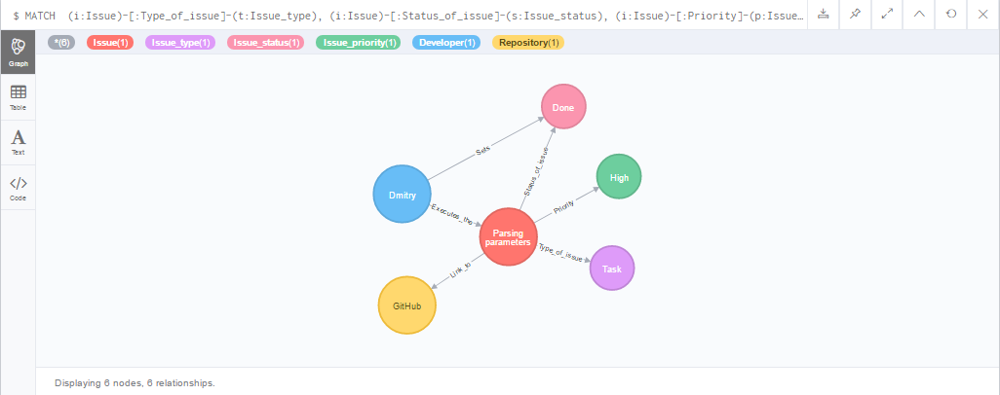 $ MATCH (i:Issue)-[:Type_of_issue]-(t:Issue_type), (i:Issue)-[:Status_of_issue]-(s:Issue_status), (i:Issue)-[:Priority]-(p:Issue…
*(6) Issue(1) Issue_type(1) Issue_status(1) Issue_priority(1) Developer(1) Repository(1)
Graph
Table
Text
Code
Done
Sets
Status_of_issue
High
Dmitry
Priority
Executes_the
Parsing
parameters
Type_of_issue
Task
Link_to
GitHub
Displaying 6 nodes, 6 relationships.